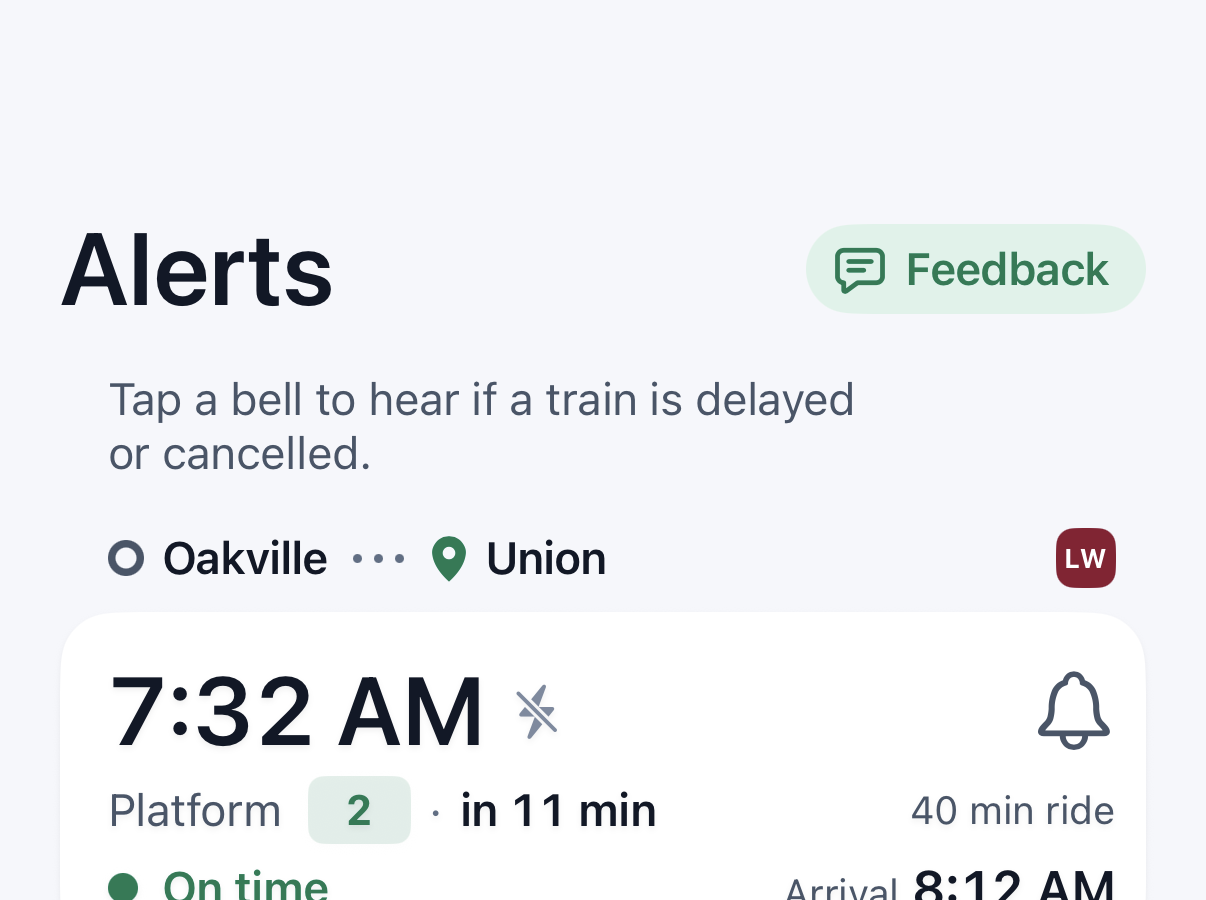 Alerts
Feedback
Tap a bell to hear if a train is delayed
or cancelled.
Oakville ··· Union
LW
7:32 AM
Platform 2 · in 11 min
40 min ride
On time
Arrival 8:12 AM